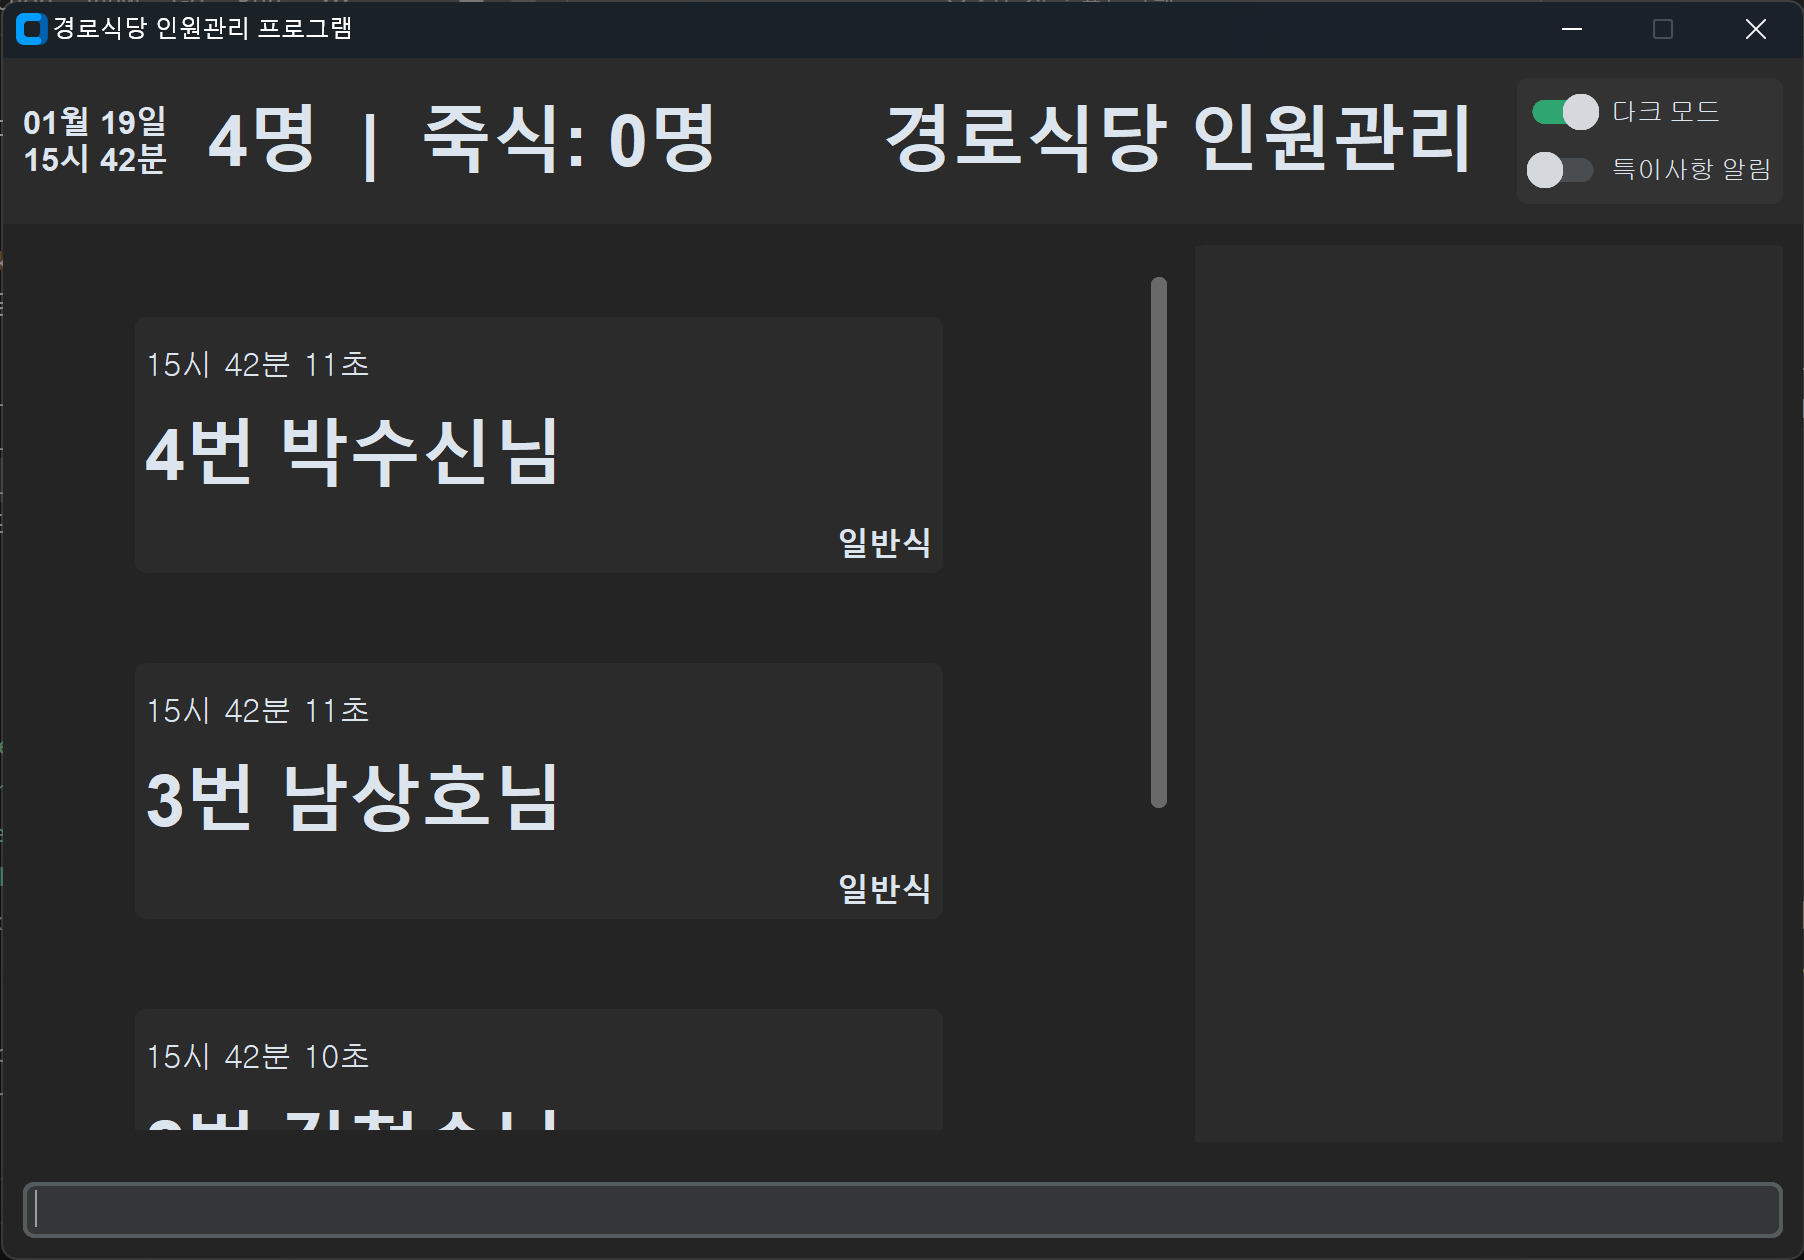 경로식당 인원관리 프로그램
01월 19일
15시 42분
4명 | 죽식: 0명
경로식당 인원관리
다크 모드
특이사항 알림
15시 42분 11초
4번 박수신님
일반식
15시 42분 11초
3번 남상호님
일반식
15시 42분 10초